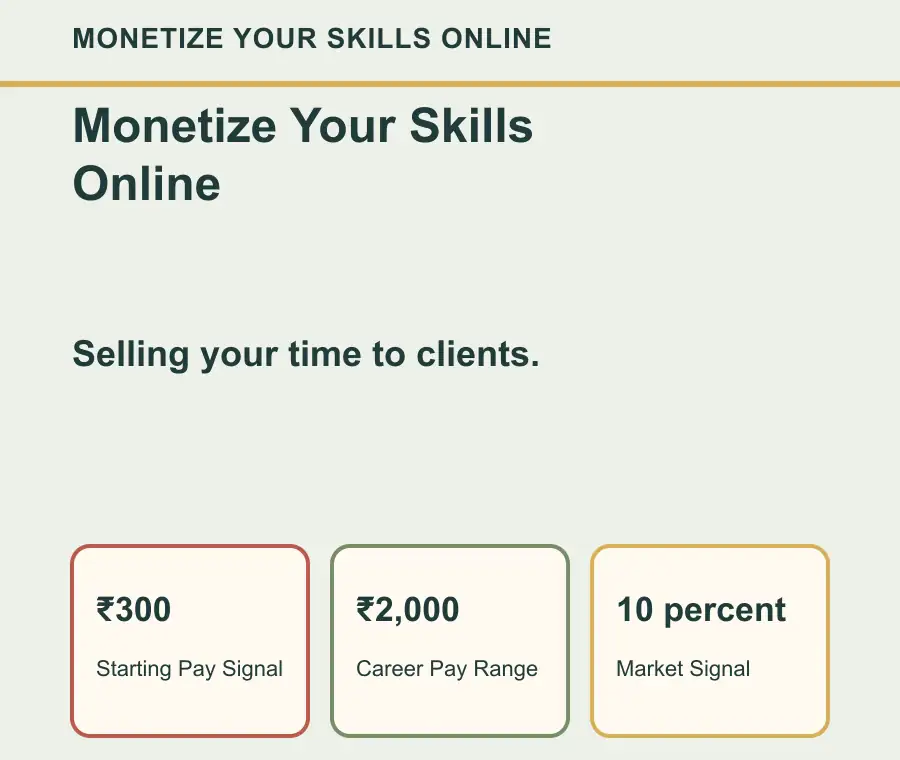 MONETIZE YOUR SKILLS ONLINE
Monetize Your Skills
Online
Selling your time to clients.
₹300
Starting Pay Signal
₹2,000
Career Pay Range
10 percent
Market Signal